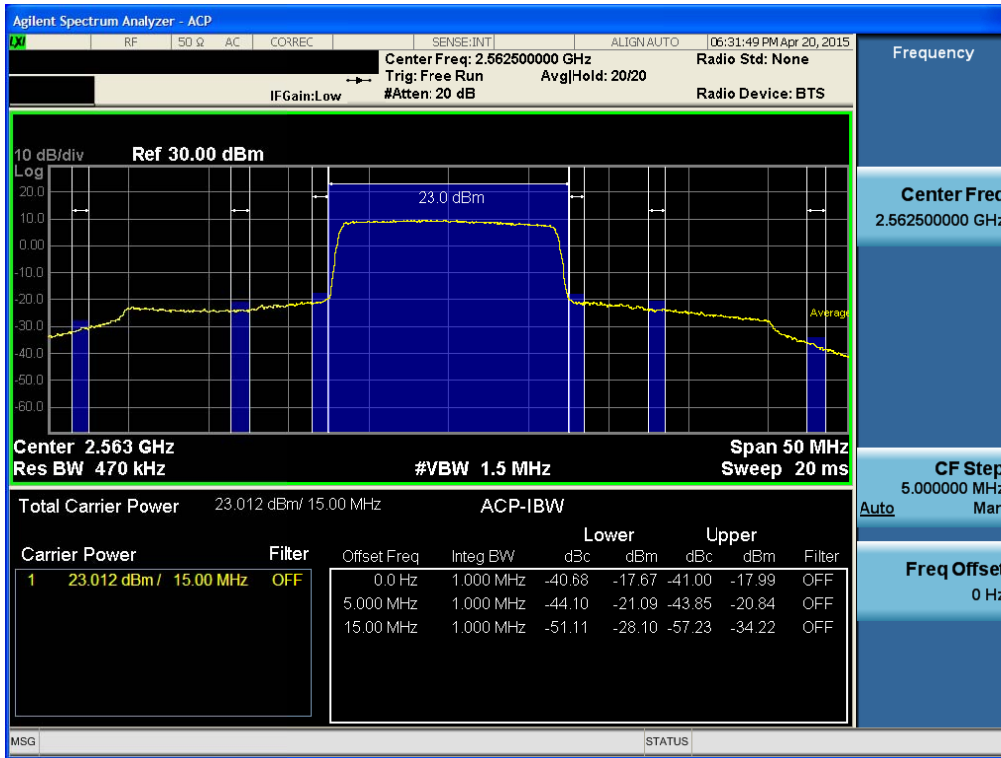 Agilent Spectrum Analyzer - ACP
LXI RF 50 Ω AC CORREC SENSE:INT ALIGN AUTO 06:31:49 PM Apr 20, 2015
Center Freq: 2.562500000 GHz Radio Std: None
Trig: Free Run Avg|Hold: 20/20
IFGain:Low #Atten: 20 dB Radio Device: BTS
Frequency
10 dB/div Ref 30.00 dBm
Log
20.0
10.0
0.00
-10.0
-20.0
-30.0
-40.0
-50.0
-60.0
23.0 dBm
Average
Center 2.563 GHz Span 50 MHz
Res BW 470 kHz #VBW 1.5 MHz Sweep 20 ms
Total Carrier Power 23.012 dBm/ 15.00 MHz ACP-IBW
Lower Upper
Carrier Power Filter Offset Freq Integ BW dBc dBm dBc dBm Filter
1 23.012 dBm / 15.00 MHz OFF 0.0 Hz 1.000 MHz -40.68 -17.67 -41.00 -17.99 OFF
5.000 MHz 1.000 MHz -44.10 -21.09 -43.85 -20.84 OFF
15.00 MHz 1.000 MHz -51.11 -28.10 -57.23 -34.22 OFF
Center Freq
2.562500000 GHz
CF Step
5.000000 MHz
Auto Man
Freq Offset
0 Hz
MSG STATUS